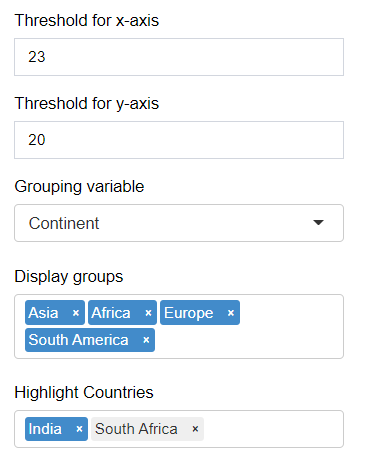 Threshold for x-axis
23
Threshold for y-axis
20
Grouping variable
Continent
Display groups
Asia × Africa × Europe ×
South America ×
Highlight Countries
India × South Africa ×